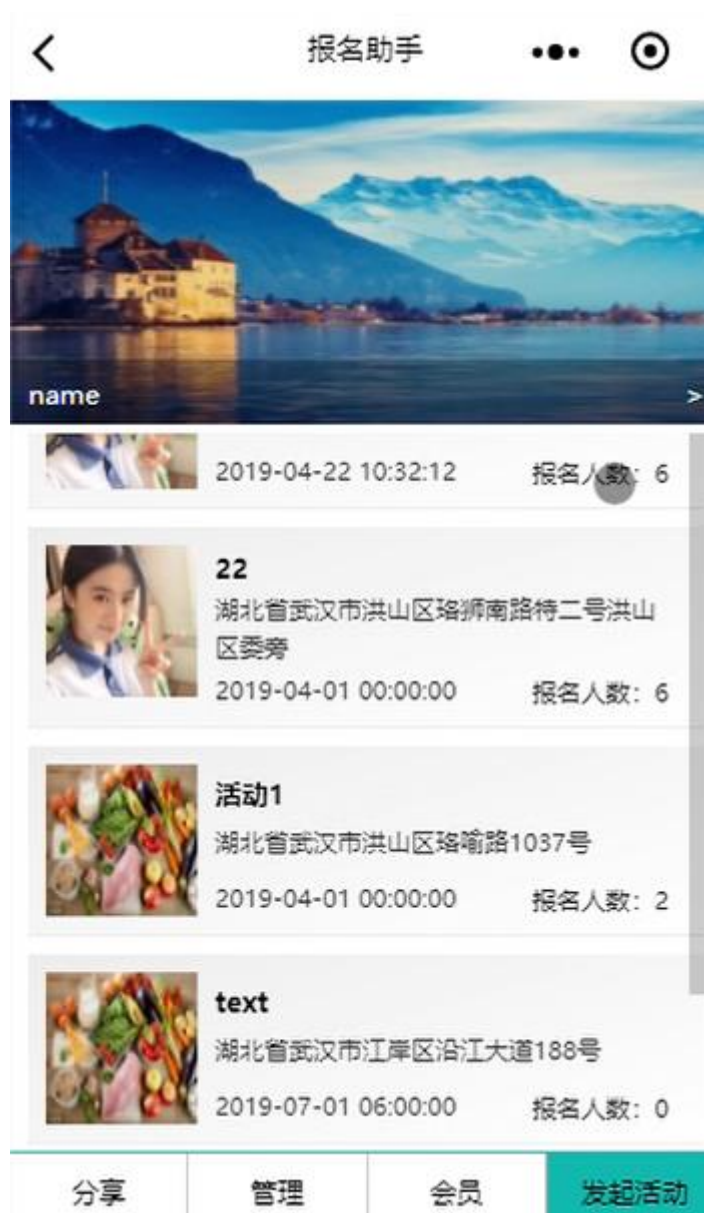 报名助手
name >
2019-04-22 10:32:12 报名人数：6
22
湖北省武汉市洪山区珞狮南路特二号洪山
区委旁
2019-04-01 00:00:00 报名人数：6
活动1
湖北省武汉市洪山区珞喻路1037号
2019-04-01 00:00:00 报名人数：2
text
湖北省武汉市江岸区沿江大道188号
2019-07-01 06:00:00 报名人数：0
分享 管理 会员 发起活动